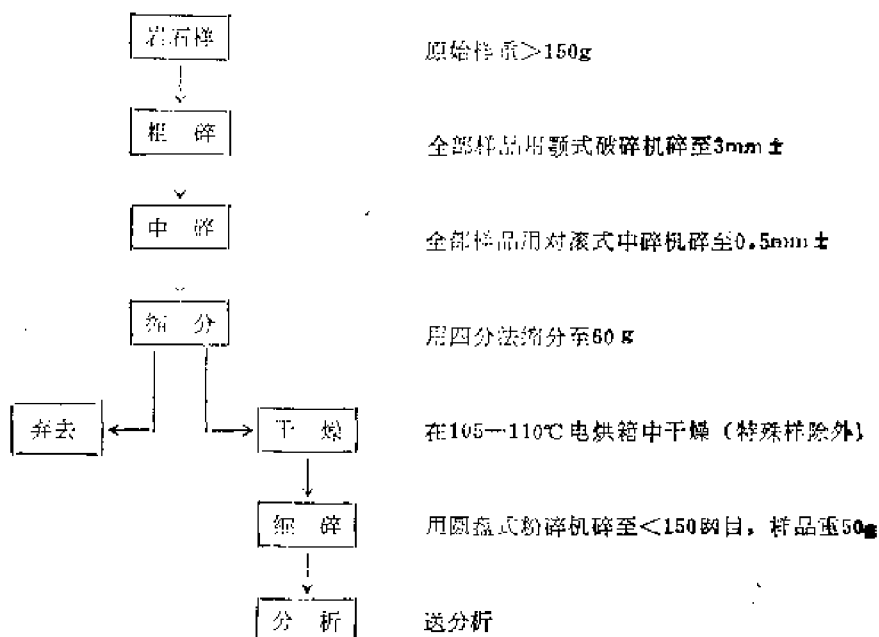 岩石样
原始样重>150g
粗 碎
全部样品用颚式破碎机碎至3mm±
中 碎
全部样品用对滚式中碎机碎至0.5mm±
缩 分
用四分法缩分至60g
弃去
干 燥
在105—110℃电烘箱中干燥(特殊样除外)
细 碎
用圆盘式粉碎机碎至<150网目,样品重50g
分 析
送分析